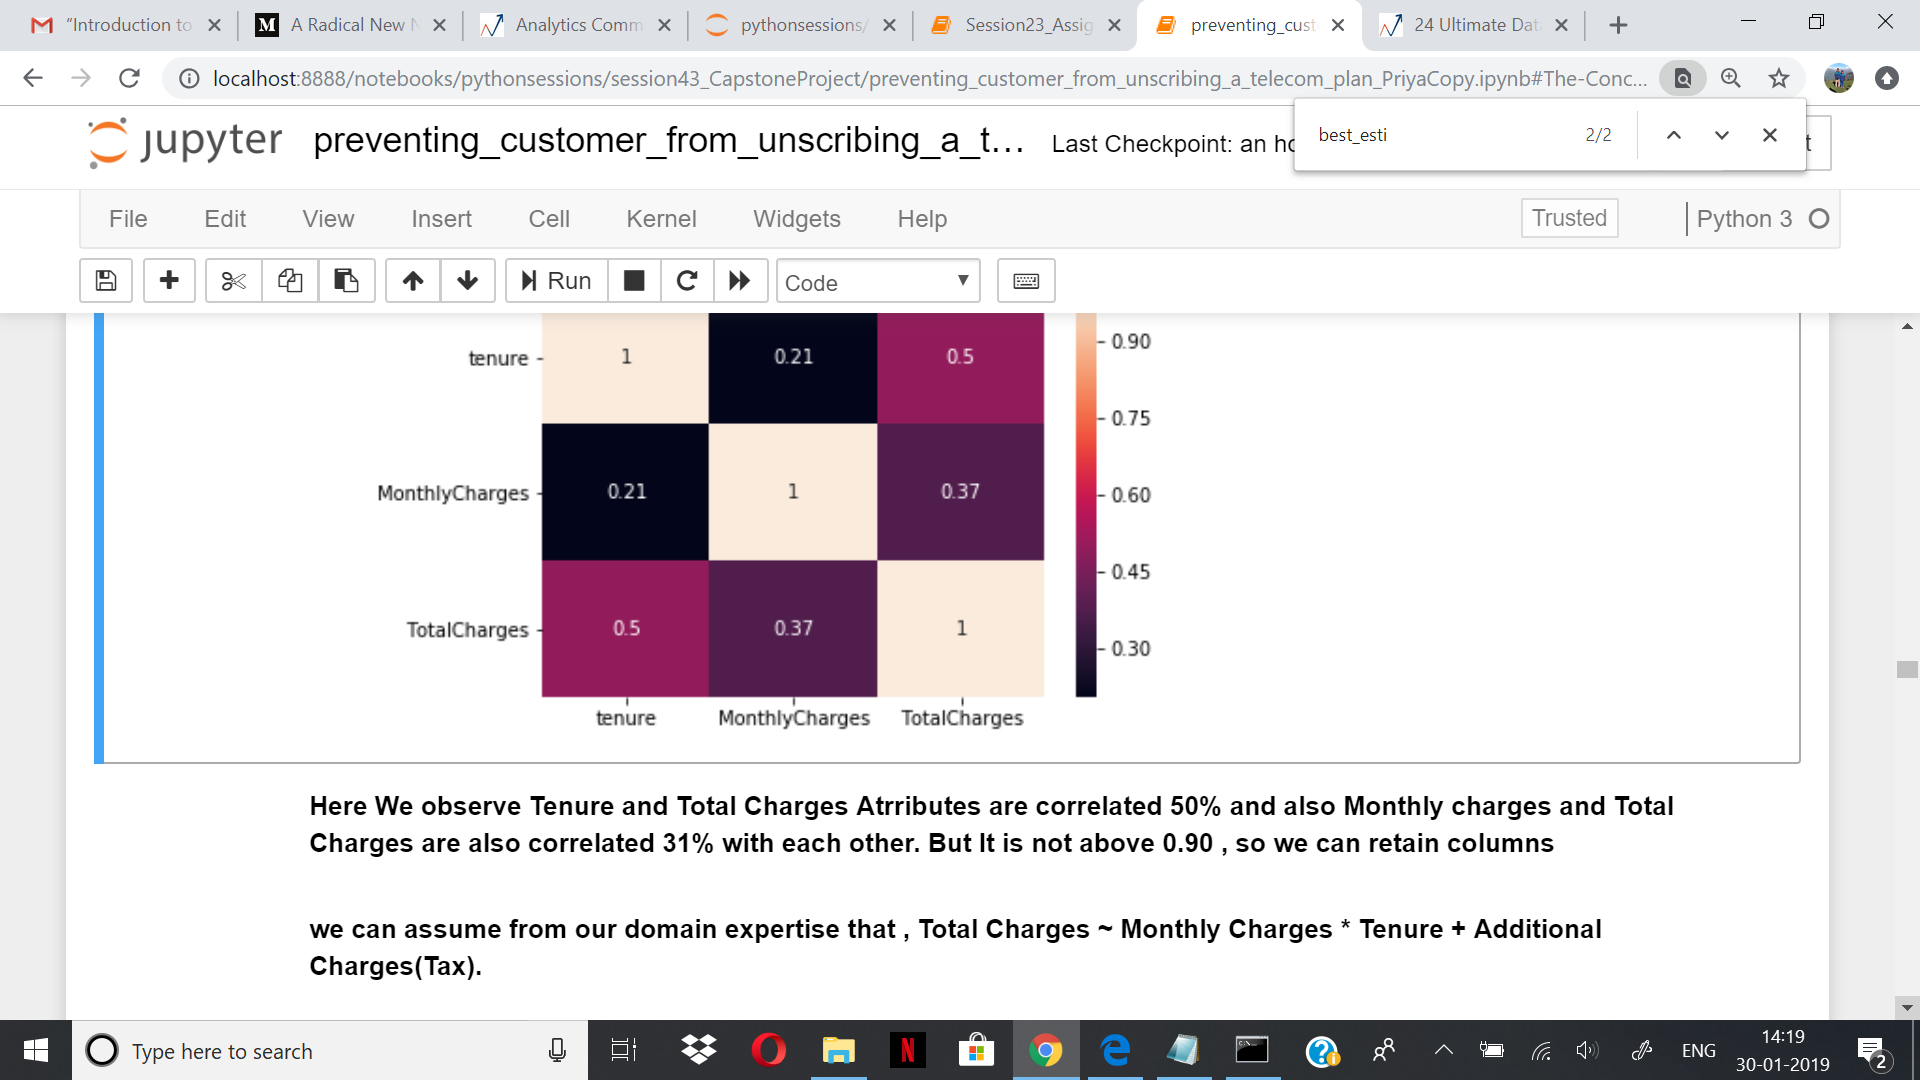 "Introduction to
A Radical New N
Analytics Comm
pythonsessions/
Session23_Assig
preventing_cust
24 Ultimate Dat
localhost:8888/notebooks/pythonsessions/session43_CapstoneProject/preventing_customer_from_unscribing_a_telecom_plan_PriyaCopy.ipynb#The-Conc...
best_esti 2/2
jupyter preventing_customer_from_unscribing_a_t... Last Checkpoint: an ho
t
File Edit View Insert Cell Kernel Widgets Help Trusted Python 3
Run Code
tenure 1 0.21 0.5
MonthlyCharges 0.21 1 0.37
TotalCharges 0.5 0.37 1
tenure MonthlyCharges TotalCharges
0.90
0.75
0.60
0.45
0.30
Here We observe Tenure and Total Charges Atrributes are correlated 50% and also Monthly charges and Total
Charges are also correlated 31% with each other. But It is not above 0.90 , so we can retain columns
we can assume from our domain expertise that , Total Charges ~ Monthly Charges * Tenure + Additional
Charges(Tax).
Type here to search
ENG
14:19
30-01-2019
2